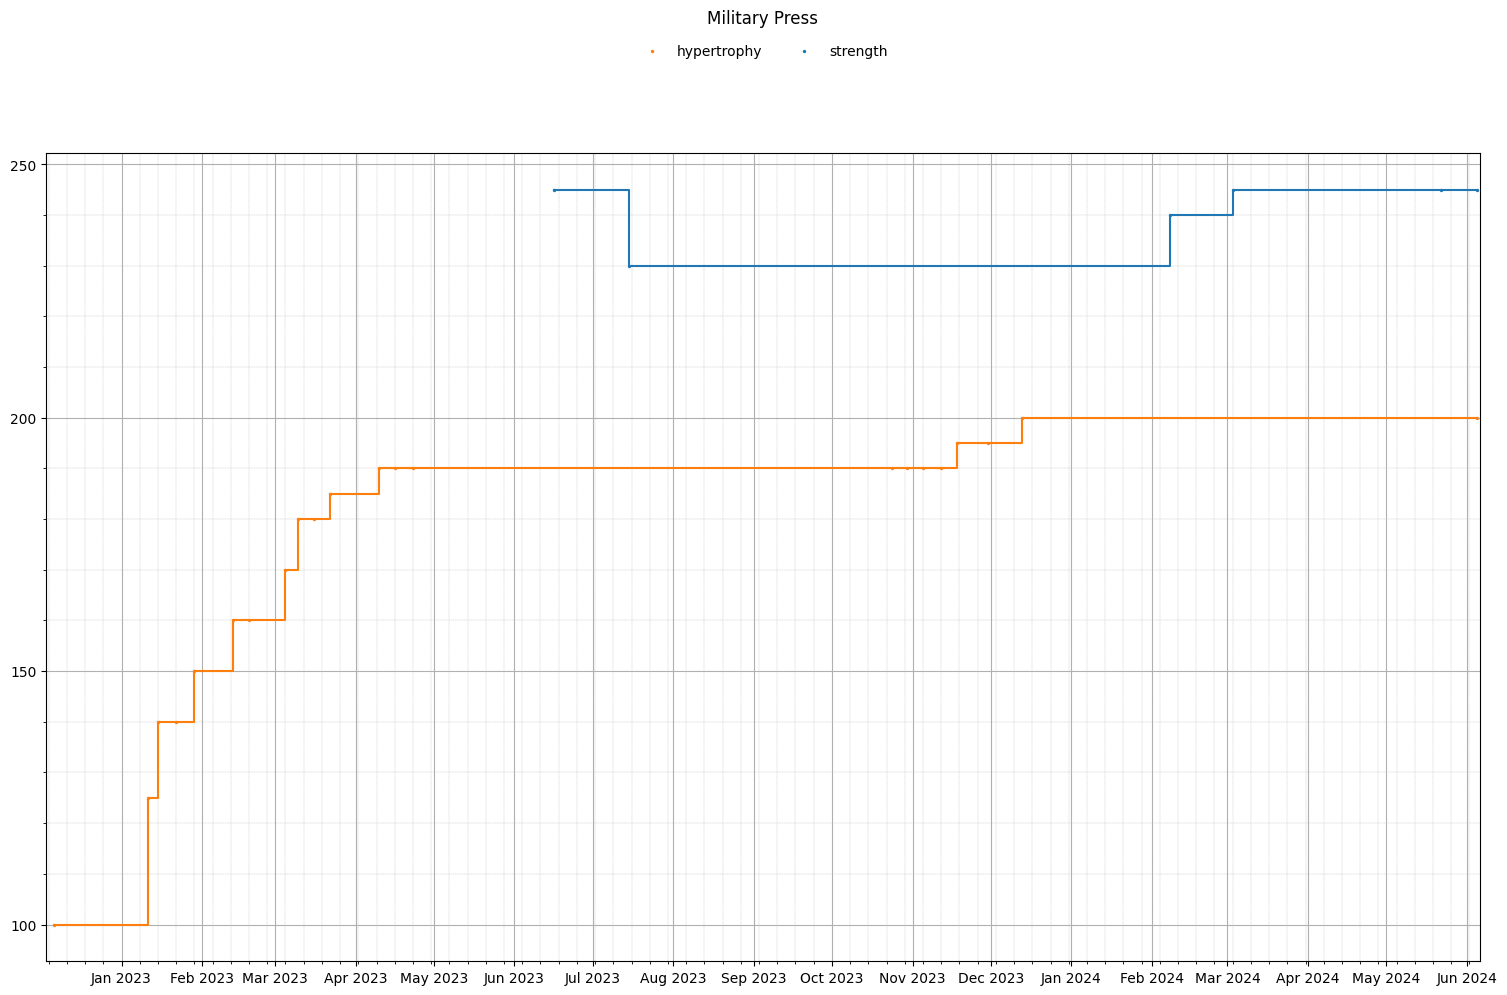 Military Press
hypertrophy strength
250
200
150
100
Jan 2023 Feb 2023 Mar 2023 Apr 2023 May 2023 Jun 2023 Jul 2023 Aug 2023 Sep 2023 Oct 2023 Nov 2023 Dec 2023 Jan 2024 Feb 2024 Mar 2024 Apr 2024 May 2024 Jun 2024